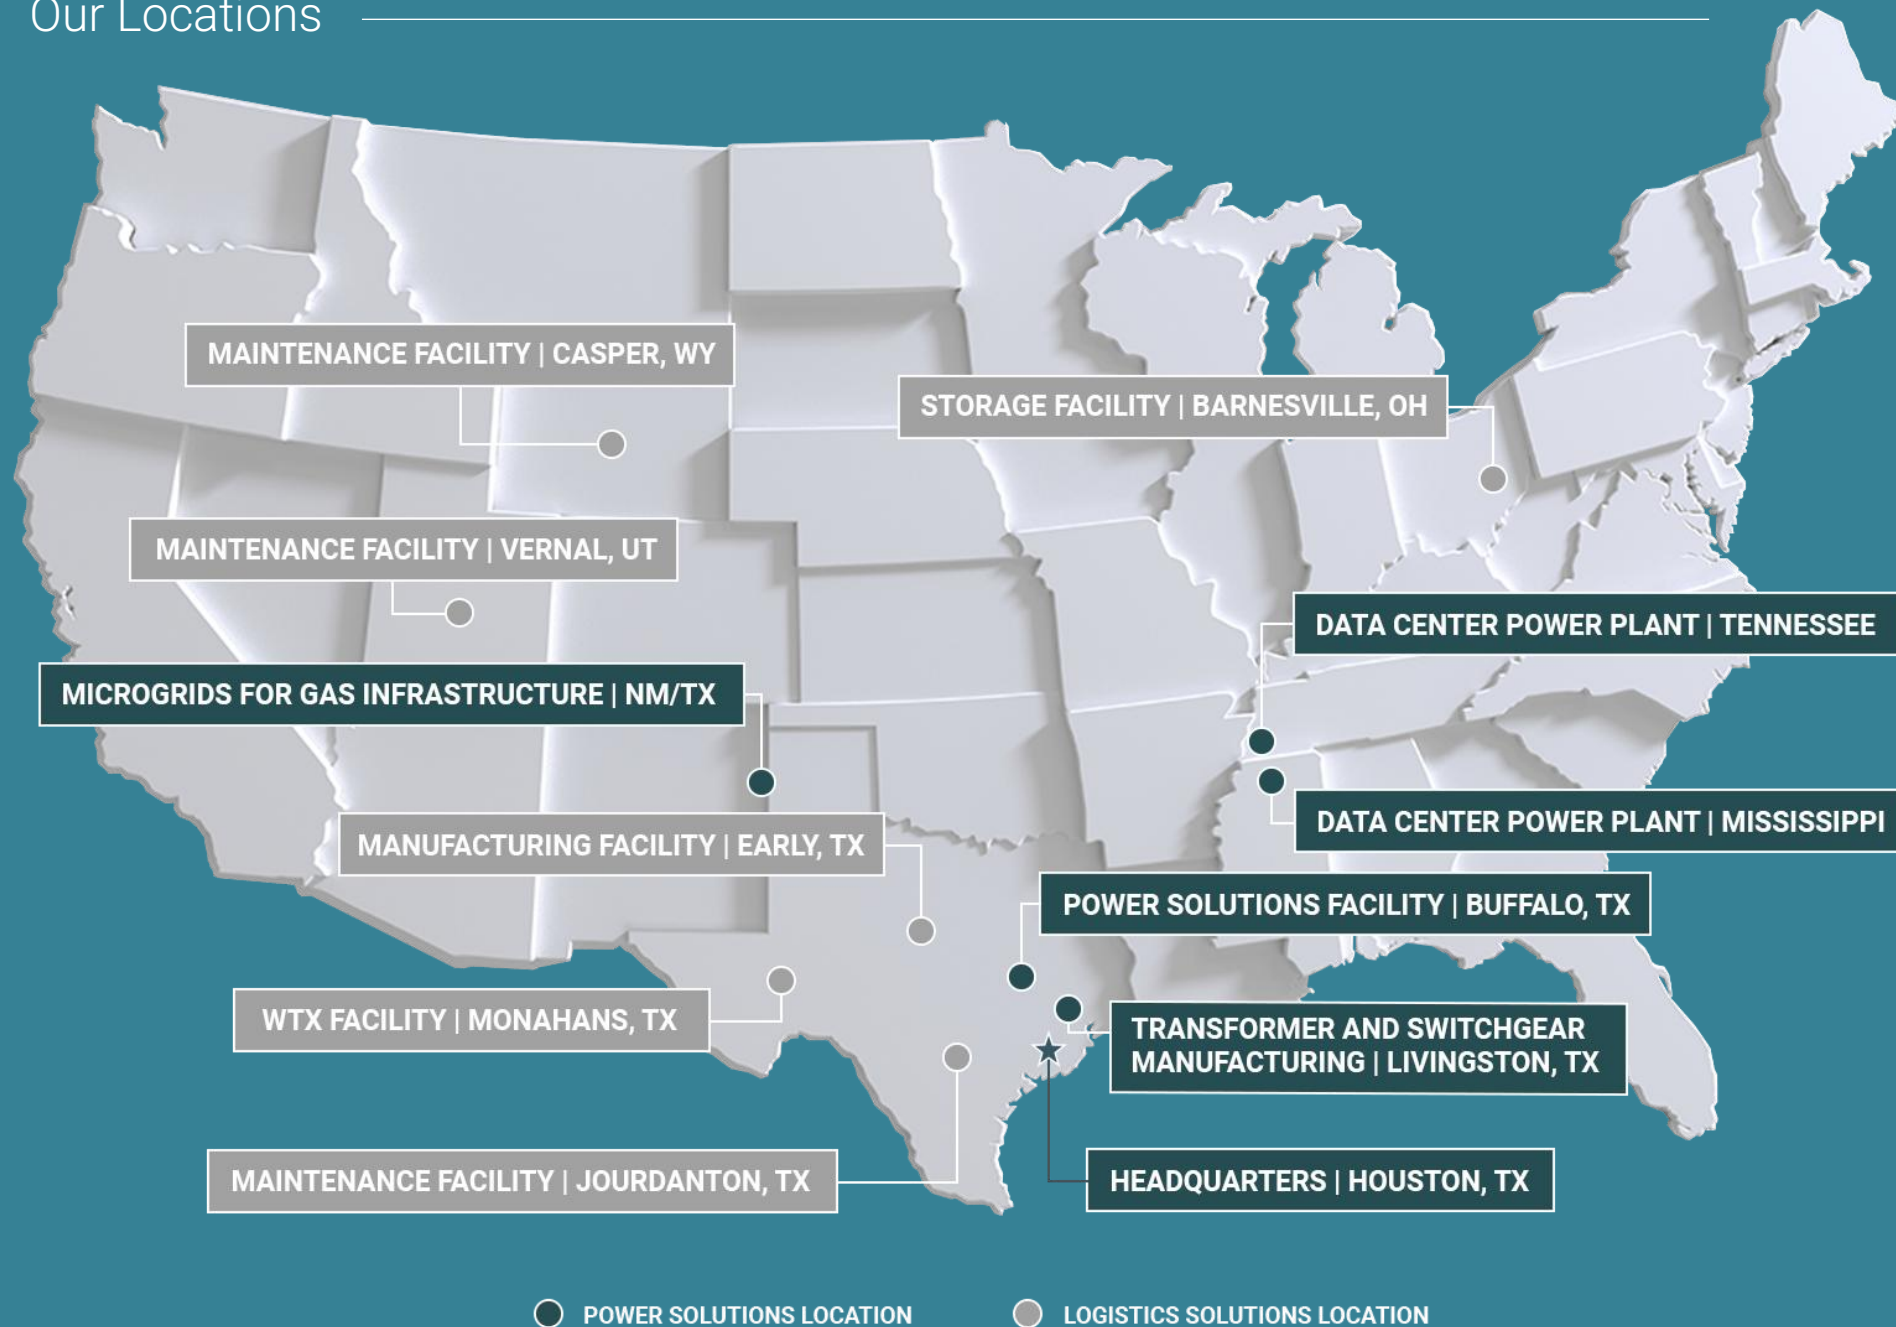 Our Locations
MAINTENANCE FACILITY | CASPER, WY
STORAGE FACILITY | BARNESVILLE, OH
MAINTENANCE FACILITY | VERNAL, UT
DATA CENTER POWER PLANT | TENNESSEE
MICROGRIDS FOR GAS INFRASTRUCTURE | NM/TX
DATA CENTER POWER PLANT | MISSISSIPPI
MANUFACTURING FACILITY | EARLY, TX
POWER SOLUTIONS FACILITY | BUFFALO, TX
WTX FACILITY | MONAHANS, TX
TRANSFORMER AND SWITCHGEAR
MANUFACTURING | LIVINGSTON, TX
MAINTENANCE FACILITY | JOURDANTON, TX
HEADQUARTERS | HOUSTON, TX
POWER SOLUTIONS LOCATION
LOGISTICS SOLUTIONS LOCATION